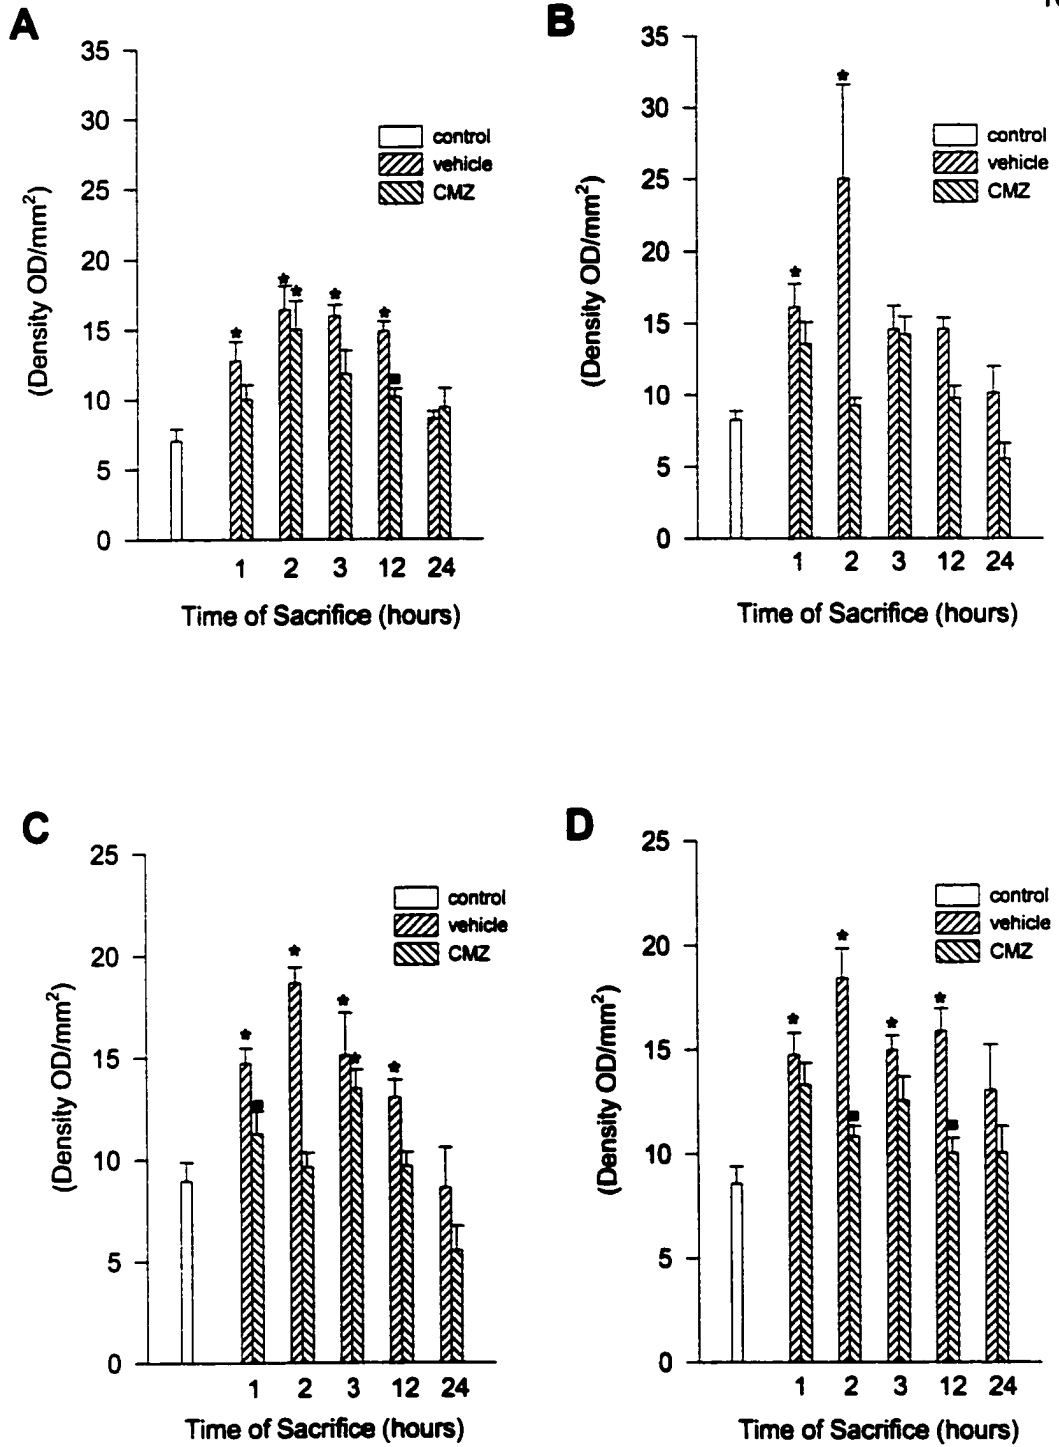 A
35
30
25
20
15
10
5
0
(Density OD/mm²)
control
vehicle
CMZ
* * * * * ■
1 2 3 12 24
Time of Sacrifice (hours)
B
35
30
25
20
15
10
5
0
(Density OD/mm²)
control
vehicle
CMZ
* *
1 2 3 12 24
Time of Sacrifice (hours)
C
25
20
15
10
5
0
(Density OD/mm²)
control
vehicle
CMZ
* ■ * * * *
1 2 3 12 24
Time of Sacrifice (hours)
D
25
20
15
10
5
0
(Density OD/mm²)
control
vehicle
CMZ
* * ■ * * ■
1 2 3 12 24
Time of Sacrifice (hours)